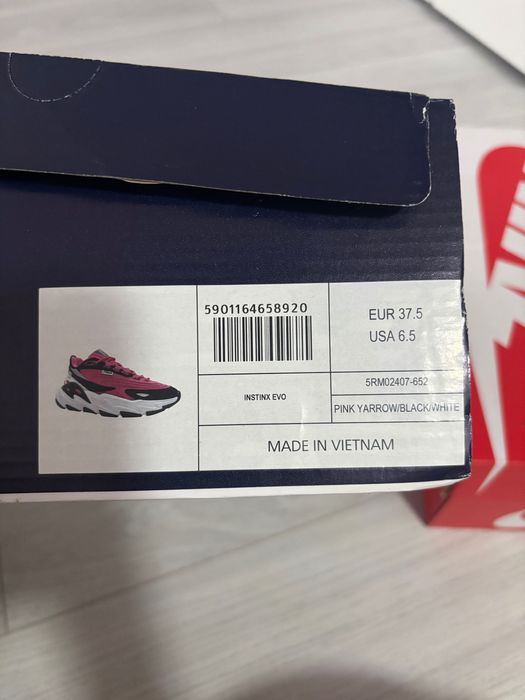 5901164658920
EUR 37.5
USA 6.5
INSTINX EVO
5RM02407-652
PINK YARROW/BLACK/WHITE
MADE IN VIETNAM